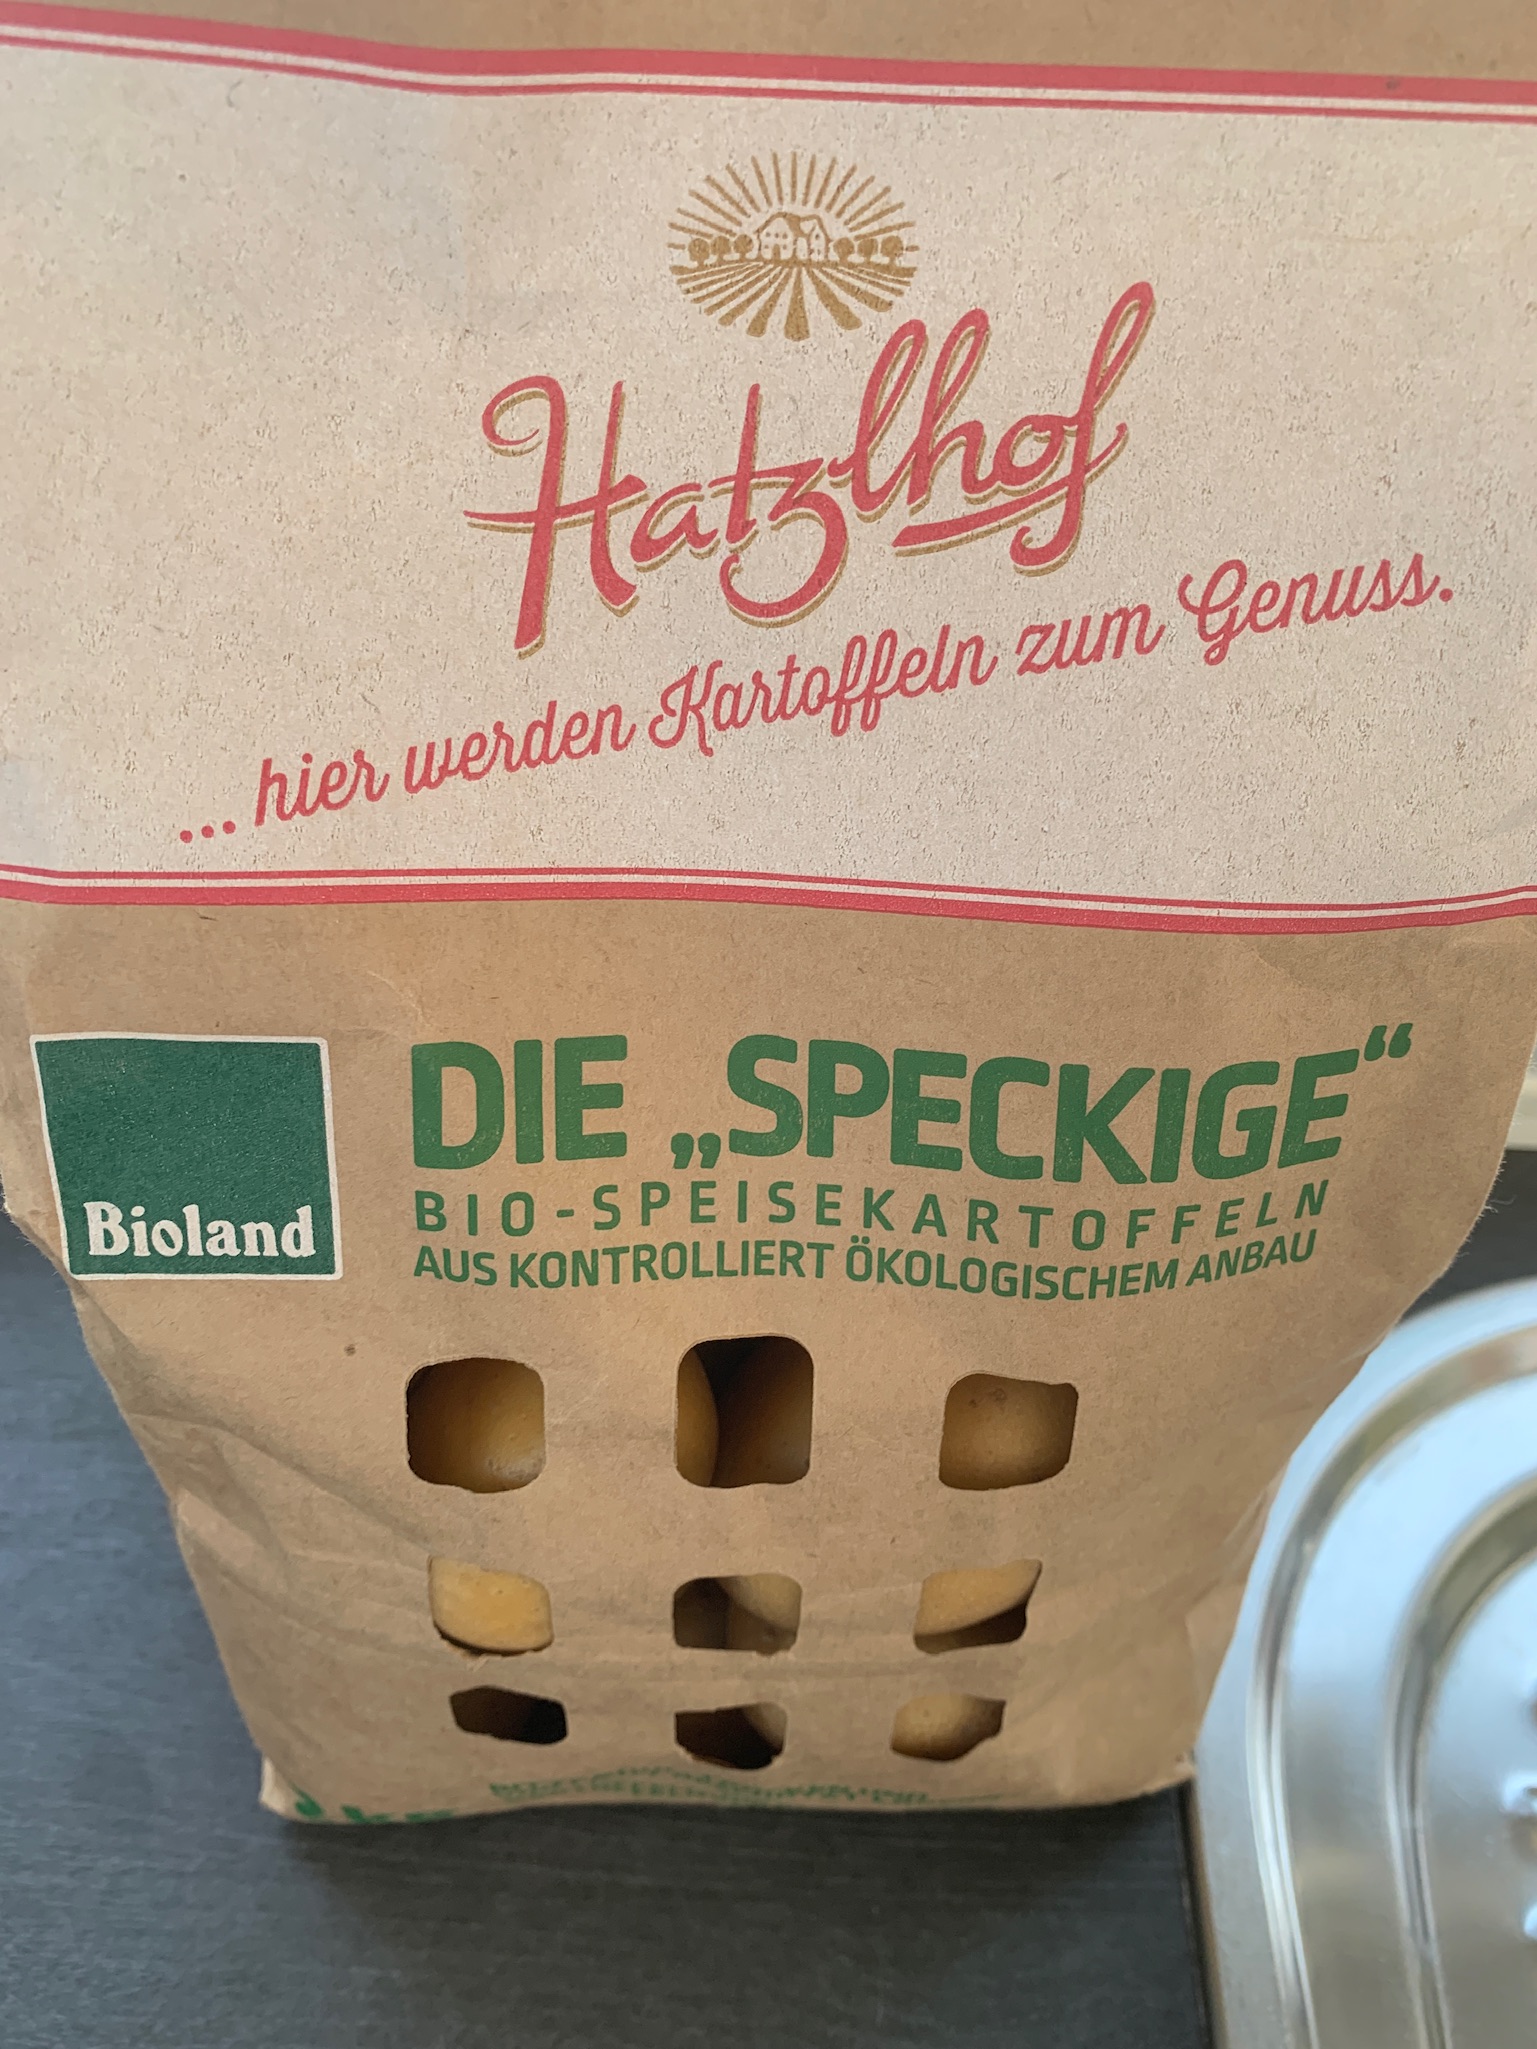 Hatzlhof
... hier werden Kartoffeln zum Genuss.
Bioland
DIE „SPECKIGE“
BIO-SPEISEKARTOFFELN
AUS KONTROLLIERT ÖKOLOGISCHEM ANBAU